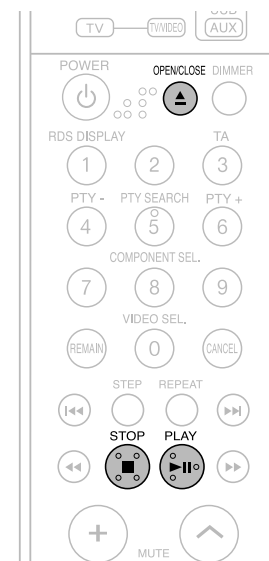 USB
TV TV/VIDEO AUX
POWER OPEN/CLOSE DIMMER
RDS DISPLAY TA
1 2 3
PTY - PTY SEARCH PTY +
4 5 6
COMPONENT SEL.
7 8 9
VIDEO SEL.
REMAIN 0 CANCEL
STEP REPEAT
STOP PLAY
+
MUTE